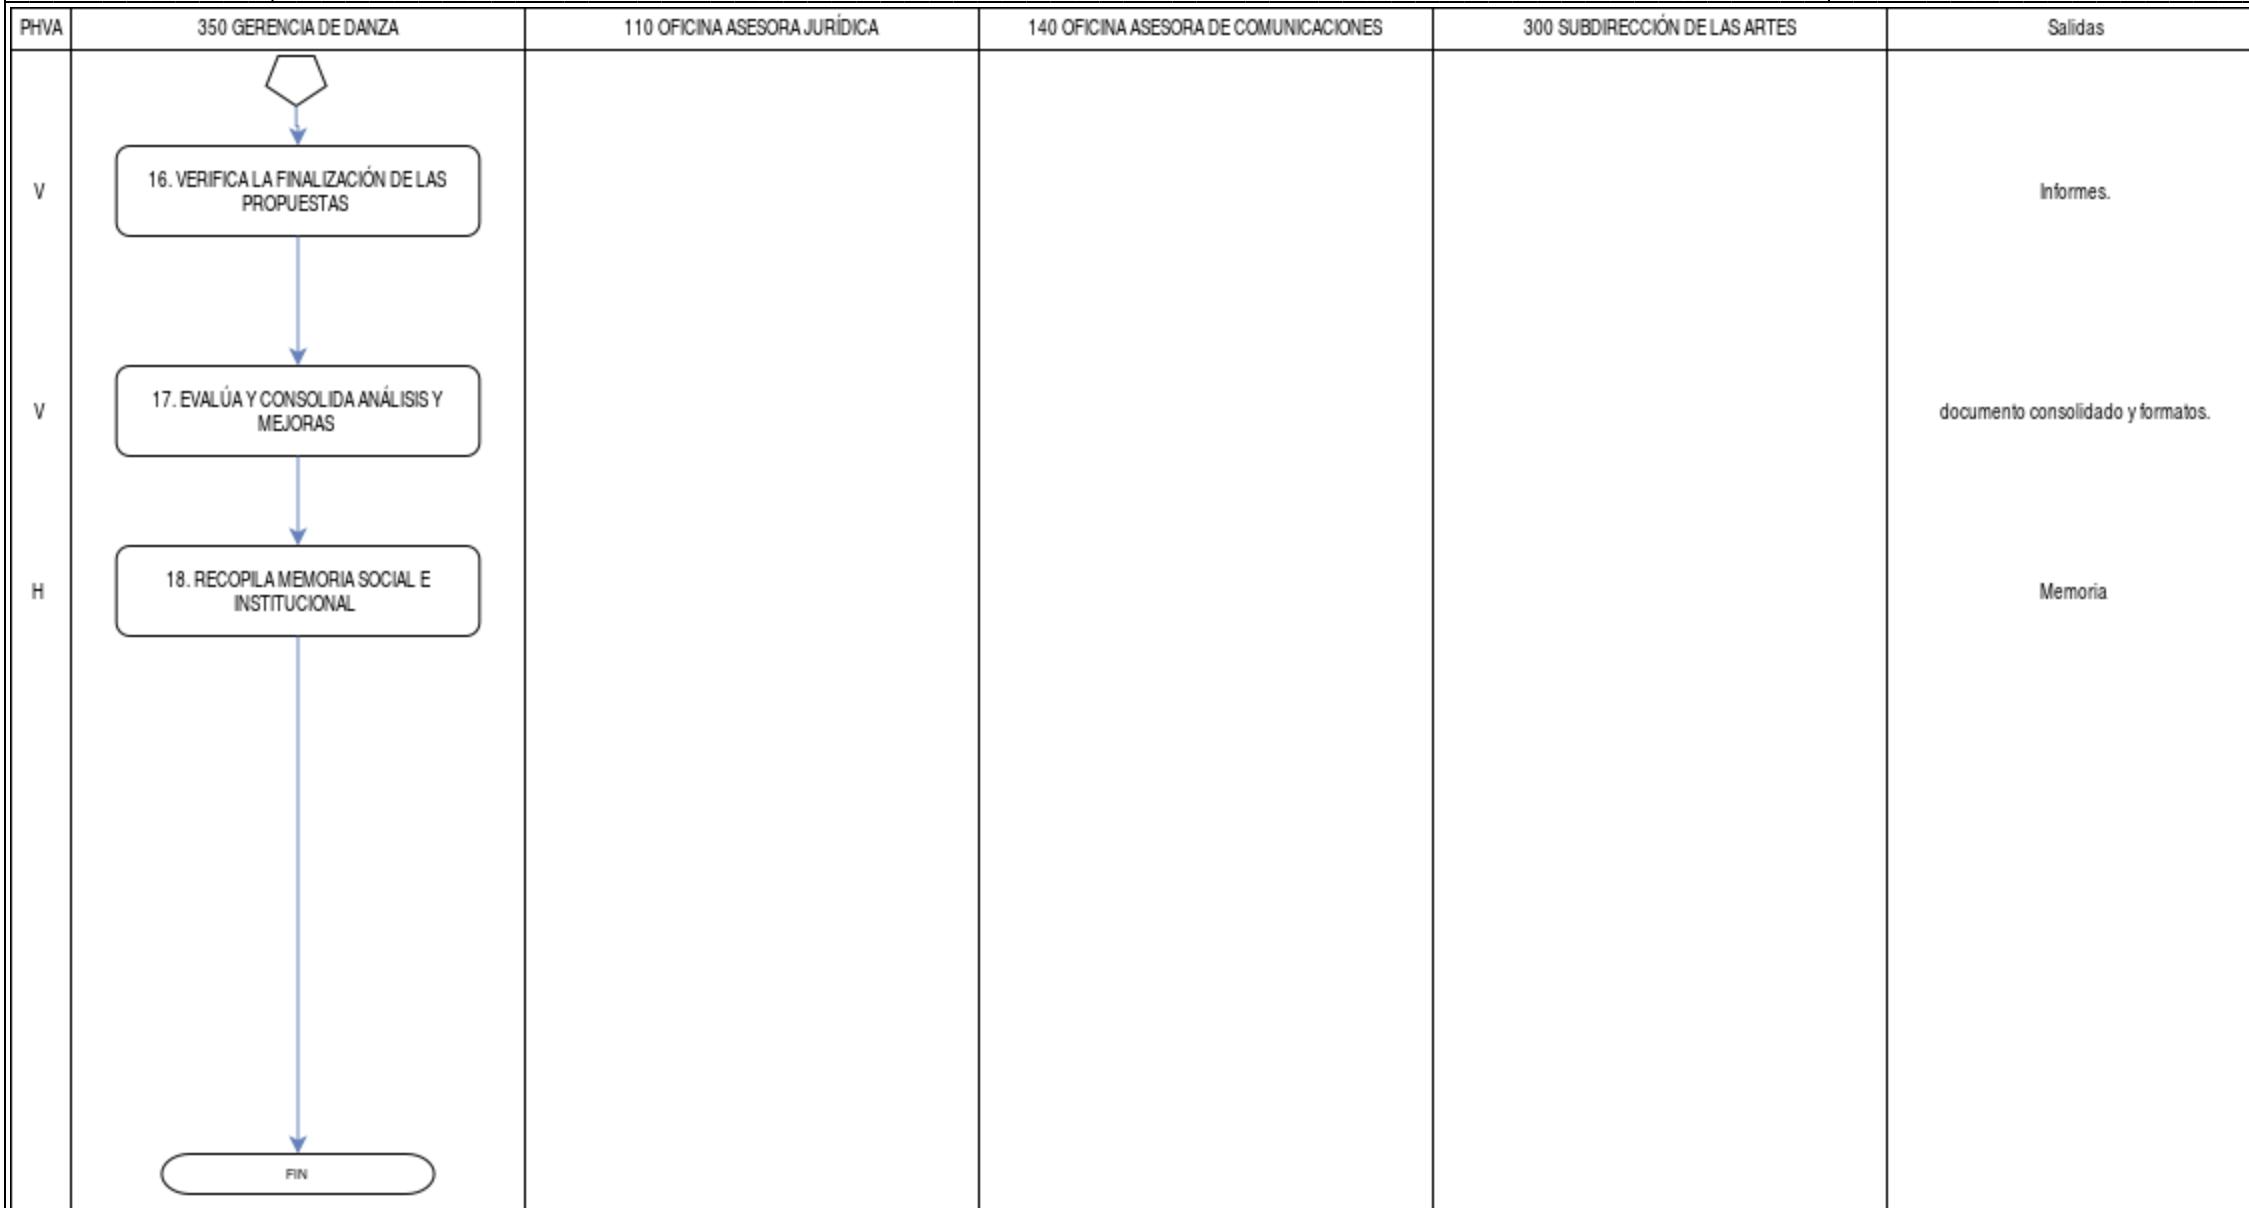 PHVA
350 GERENCIA DE DANZA
110 OFICINA ASESORA JURÍDICA
140 OFICINA ASESORA DE COMUNICACIONES
300 SUBDIRECCIÓN DE LAS ARTES
Salidas
V
16. VERIFICA LA FINALIZACIÓN DE LAS
PROPUESTAS
Informes.
V
17. EVALÚA Y CONSOLIDA ANÁLISIS Y
MEJORAS
documento consolidado y formatos.
H
18. RECOPILA MEMORIA SOCIAL E
INSTITUCIONAL
Memoria
FIN